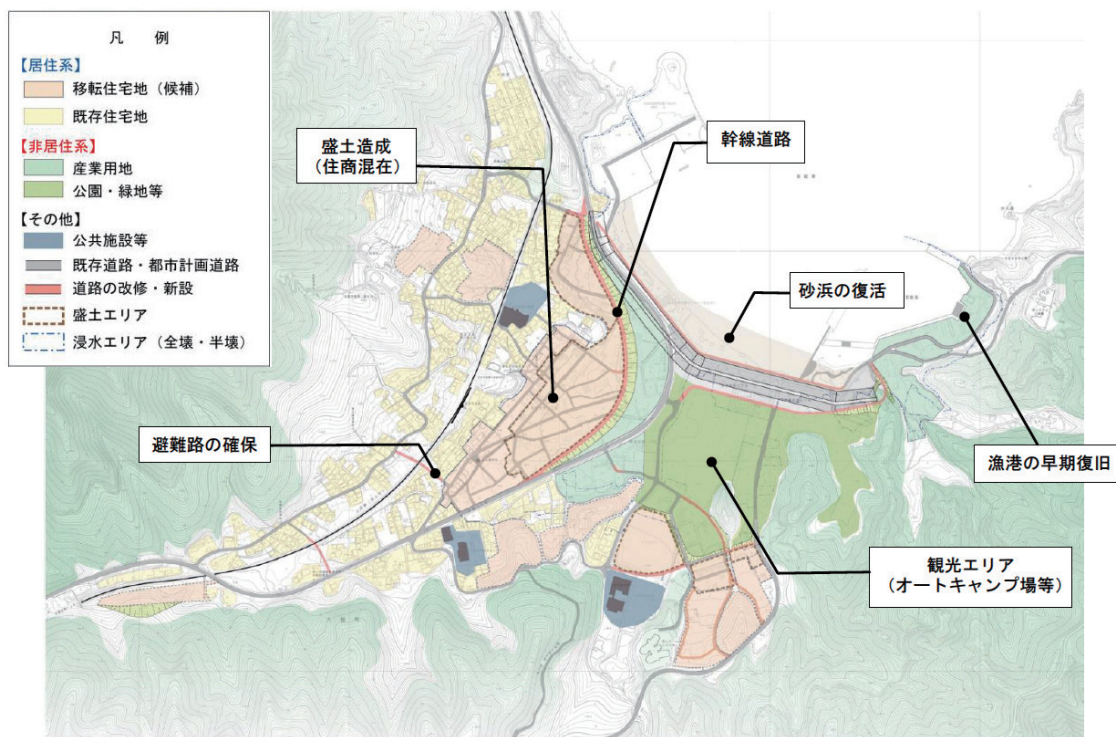 凡 例
【居住系】
移転住宅地（候補）
既存住宅地
【非居住系】
産業用地
公園・緑地等
【その他】
公共施設等
既存道路・都市計画道路
道路の改修・新設
盛土エリア
浸水エリア（全壊・半壊）
盛土造成
（住商混在）
幹線道路
砂浜の復活
避難路の確保
漁港の早期復旧
観光エリア
（オートキャンプ場等）